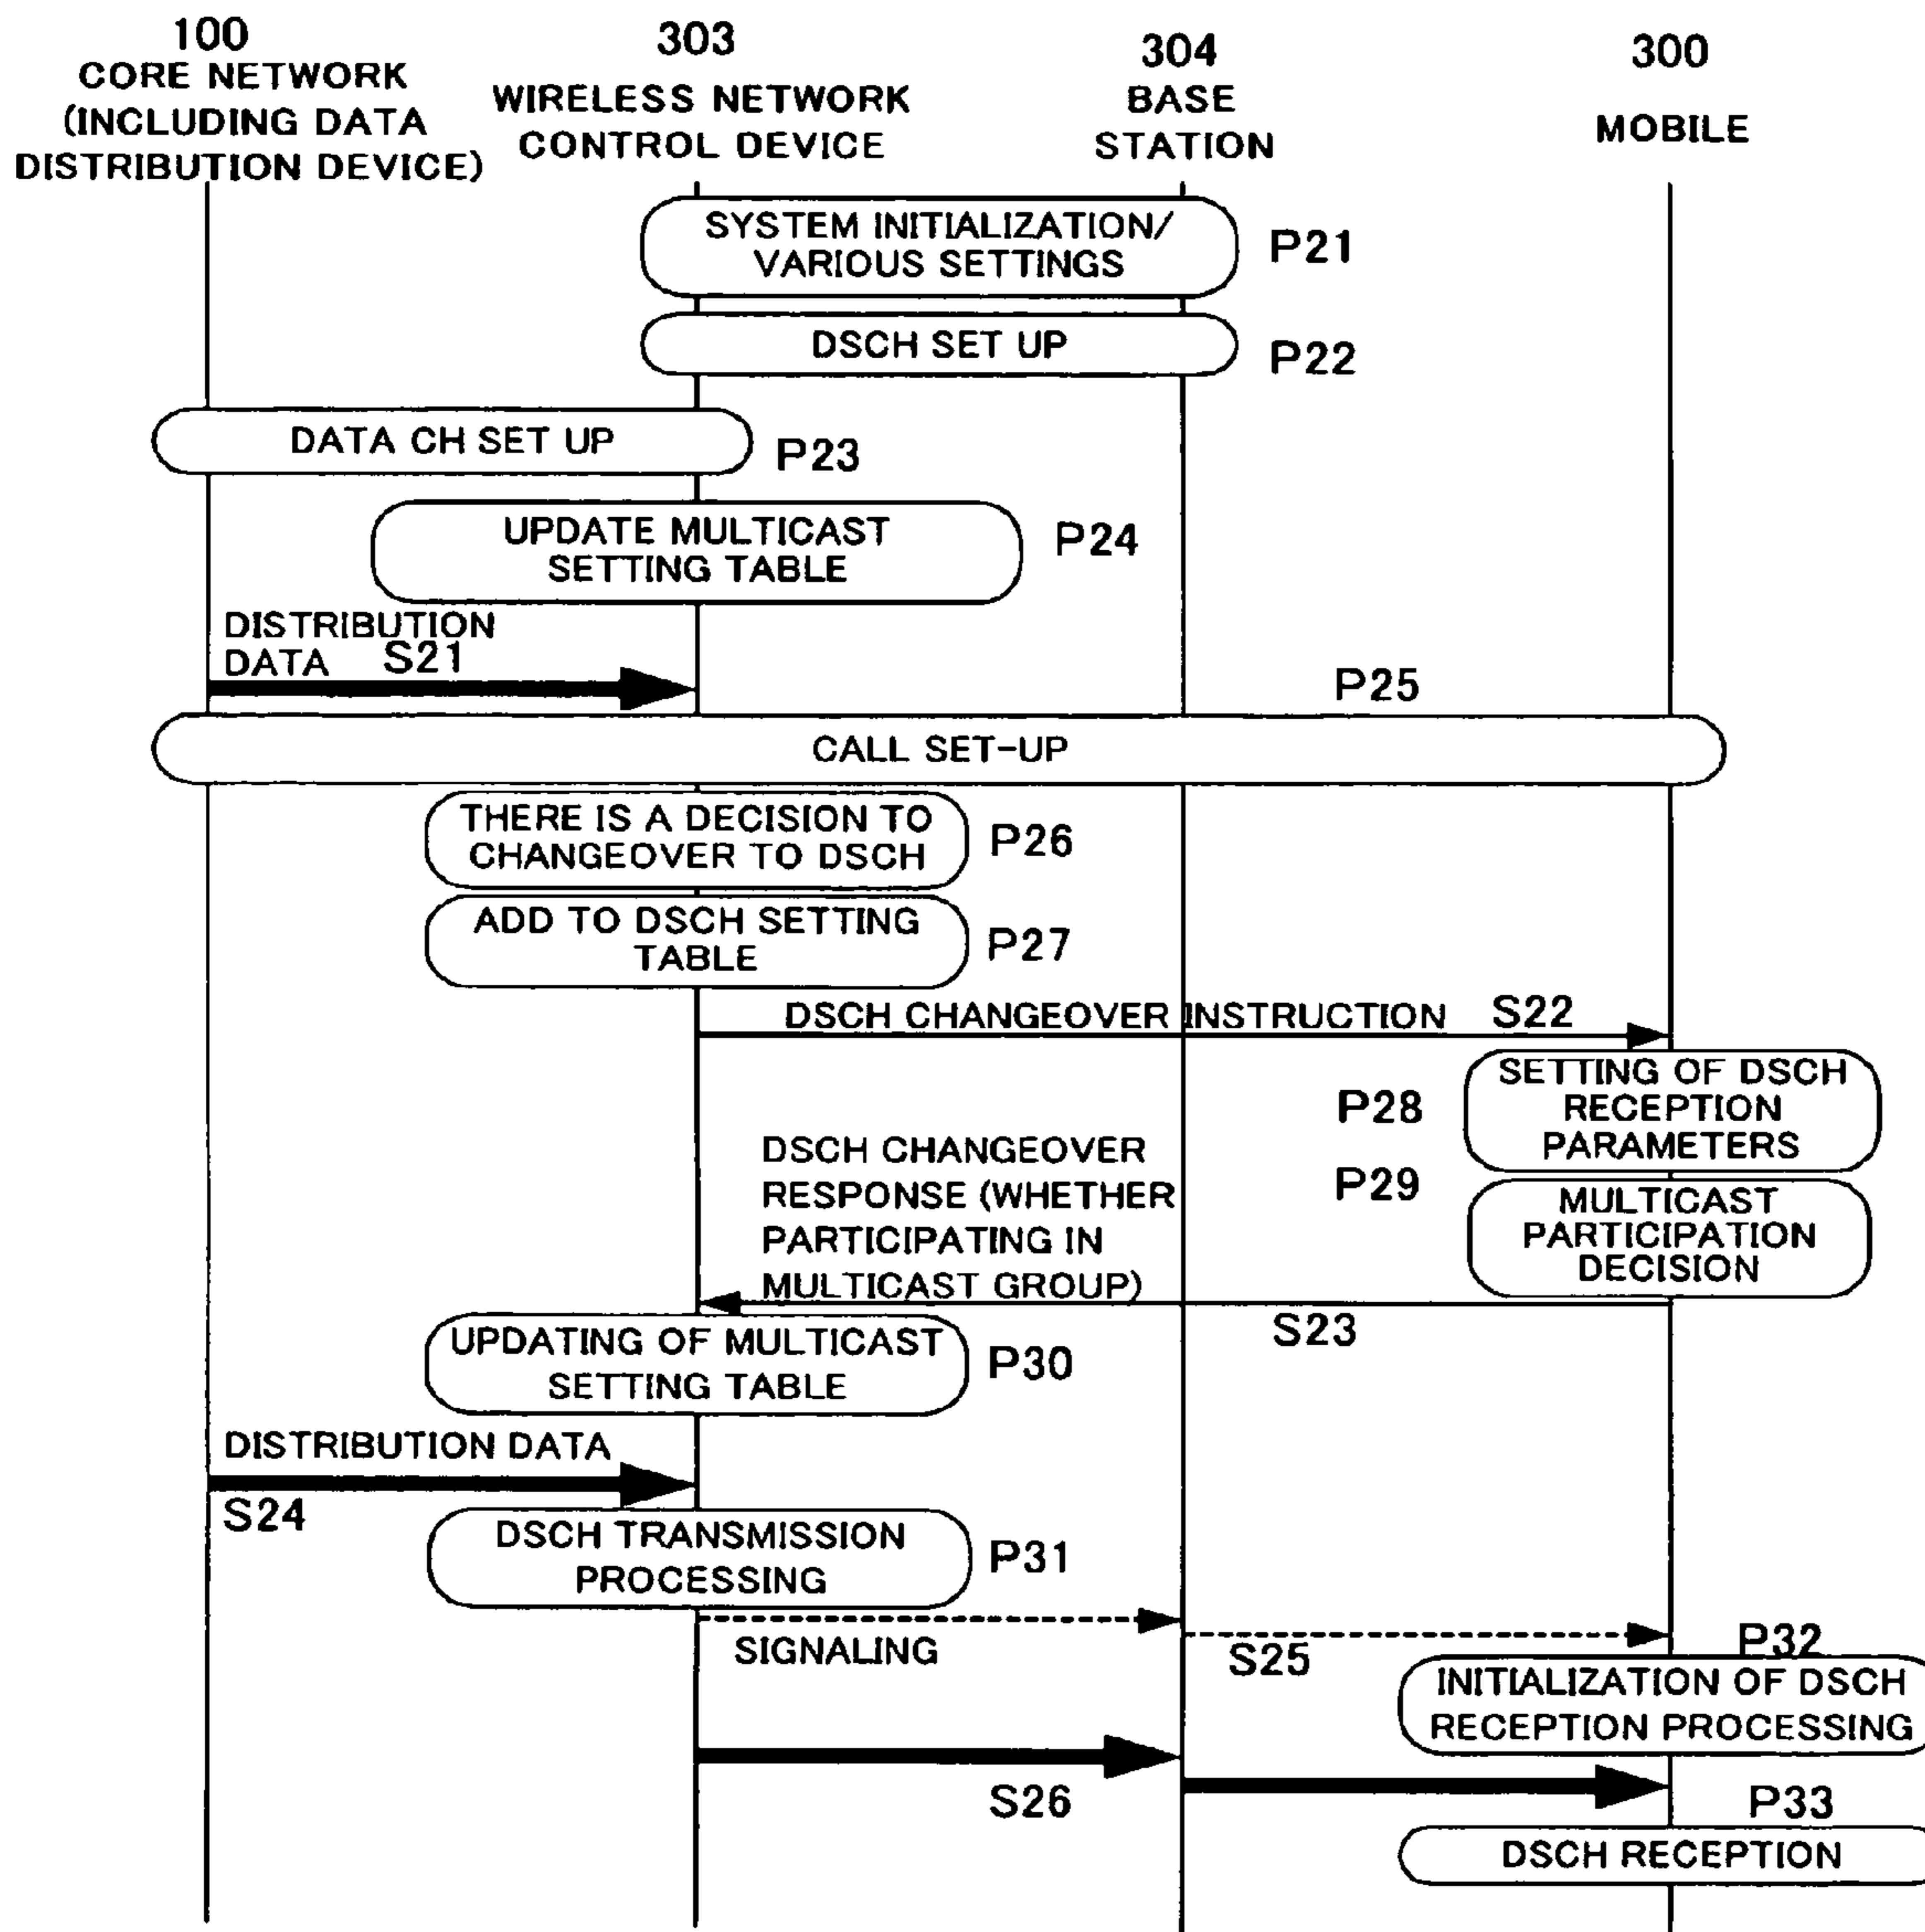 100
CORE NETWORK
(INCLUDING DATA
DISTRIBUTION DEVICE)
303
WIRELESS NETWORK
CONTROL DEVICE
304
BASE
STATION
300
MOBILE
SYSTEM INITIALIZATION/
VARIOUS SETTINGS
P21
DSCH SET UP
P22
DATA CH SET UP
P23
UPDATE MULTICAST
SETTING TABLE
P24
DISTRIBUTION
DATA S21
P25
CALL SET-UP
THERE IS A DECISION TO
CHANGEOVER TO DSCH
P26
ADD TO DSCH SETTING
TABLE
P27
DSCH CHANGEOVER INSTRUCTION S22
SETTING OF DSCH
RECEPTION
PARAMETERS
P28
P29
MULTICAST
PARTICIPATION
DECISION
DSCH CHANGEOVER
RESPONSE (WHETHER
PARTICIPATING IN
MULTICAST GROUP)
S23
UPDATING OF MULTICAST
SETTING TABLE
P30
DISTRIBUTION DATA
S24
DSCH TRANSMISSION
PROCESSING
P31
SIGNALING
S25
P32
INITIALIZATION OF DSCH
RECEPTION PROCESSING
S26
P33
DSCH RECEPTION